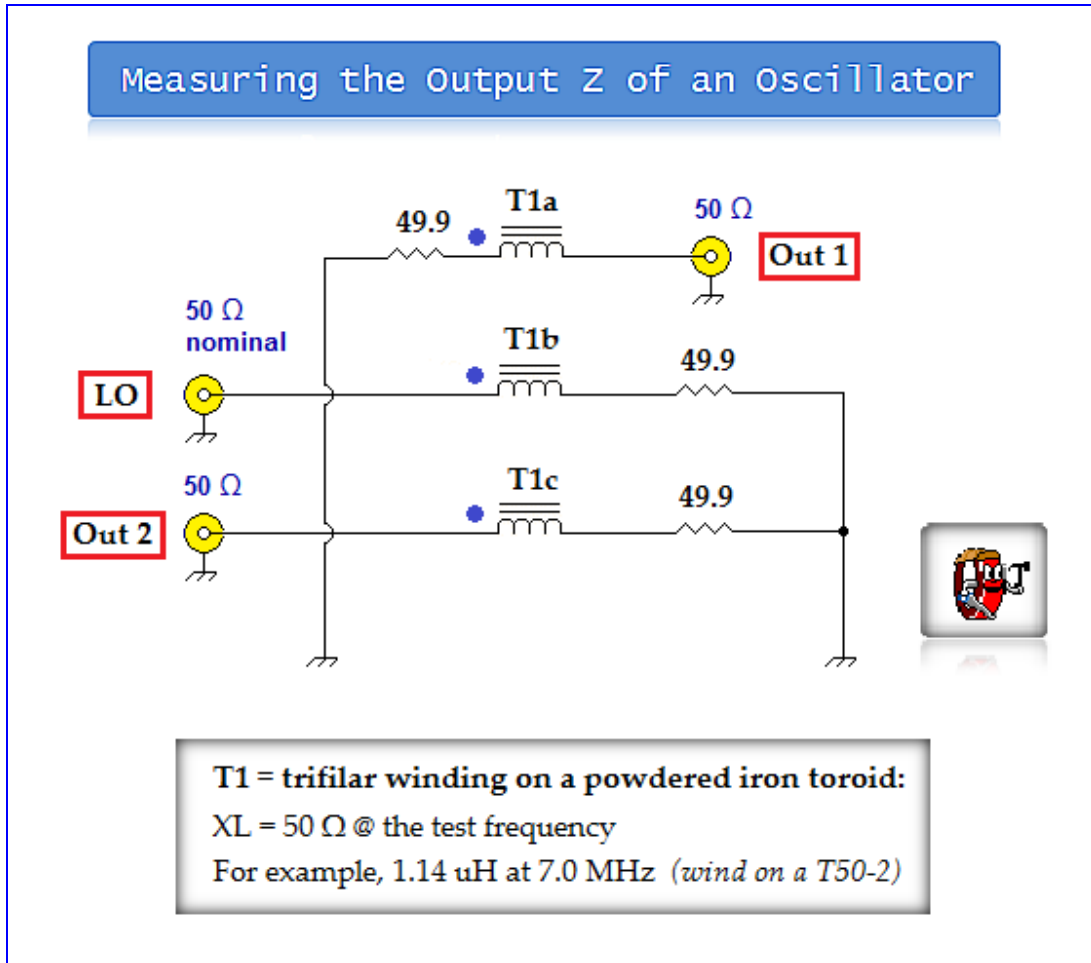 Measuring the Output Z of an Oscillator
T1a
49.9
50 Ω
Out 1
50 Ω
nominal
T1b
49.9
LO
50 Ω
T1c
49.9
Out 2
T1 = trifilar winding on a powdered iron toroid:
XL = 50 Ω @ the test frequency
For example, 1.14 uH at 7.0 MHz (wind on a T50-2)